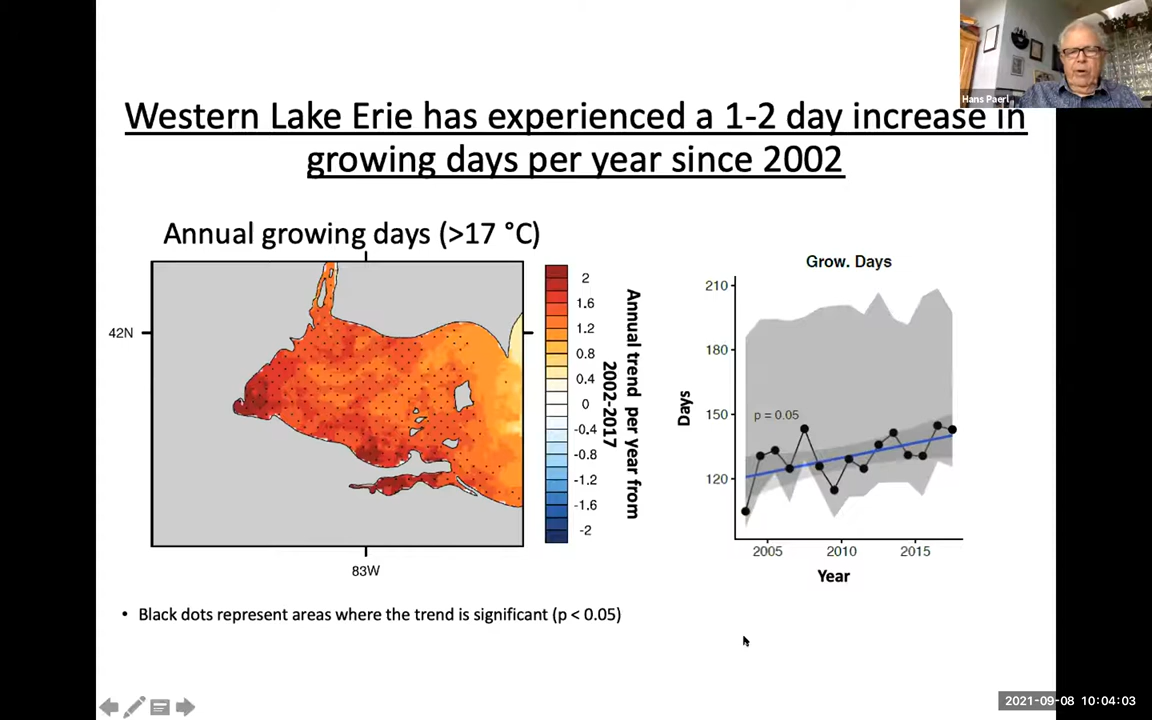 Hans Paerl
Western Lake Erie has experienced a 1-2 day increase in
growing days per year since 2002
Annual growing days (>17 °C)
42N
83W
2
1.6
1.2
0.8
0.4
0
-0.4
-0.8
-1.2
-1.6
-2
Annual trend per year from
2002-2017
Grow. Days
210
180
150
120
Days
p = 0.05
2005
2010
2015
Year
• Black dots represent areas where the trend is significant (p < 0.05)
2021-09-08 10:04:03